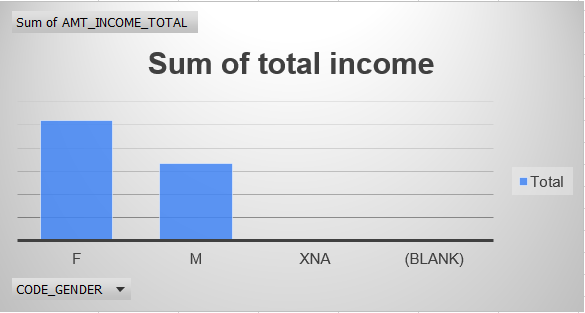 Sum of AMT_INCOME_TOTAL
Sum of total income
Total
F M XNA (BLANK)
CODE_GENDER